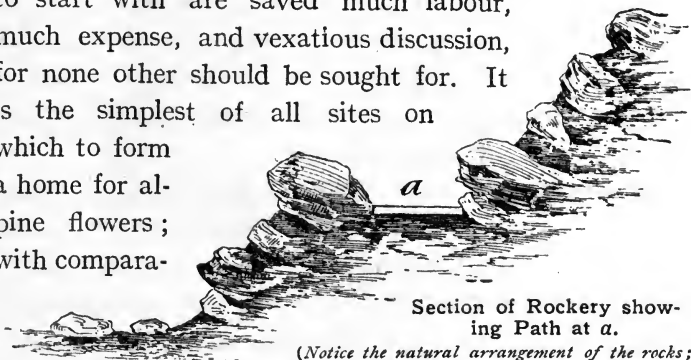 to start with are saved much labour,
much expense, and vexatious discussion,
for none other should be sought for. It
s the simplest of all sites on
which to form
a home for al-
pine flowers;
with compara-
a
Section of Rockery show-
ing Path at a.
(Notice the natural arrangement of the rocks;